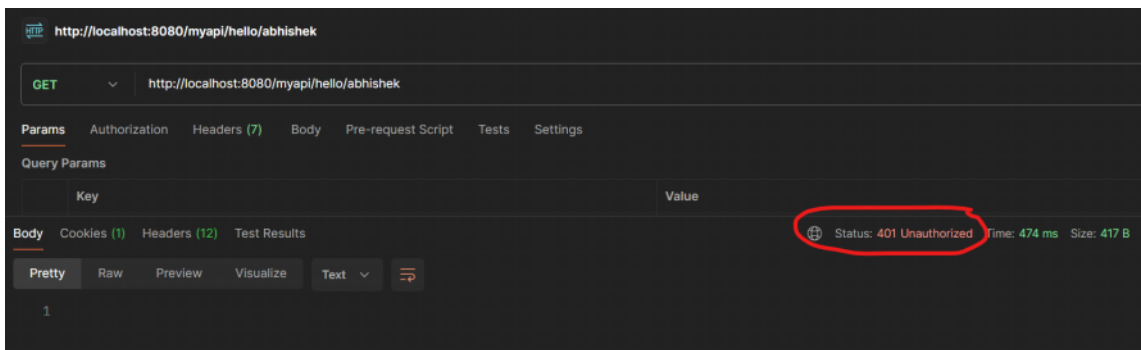 HTTP http://localhost:8080/myapi/hello/abhishek
GET http://localhost:8080/myapi/hello/abhishek
Params Authorization Headers (7) Body Pre-request Script Tests Settings
Query Params
Key Value
Body Cookies (1) Headers (12) Test Results Status: 401 Unauthorized Time: 474 ms Size: 417 B
Pretty Raw Preview Visualize Text
1